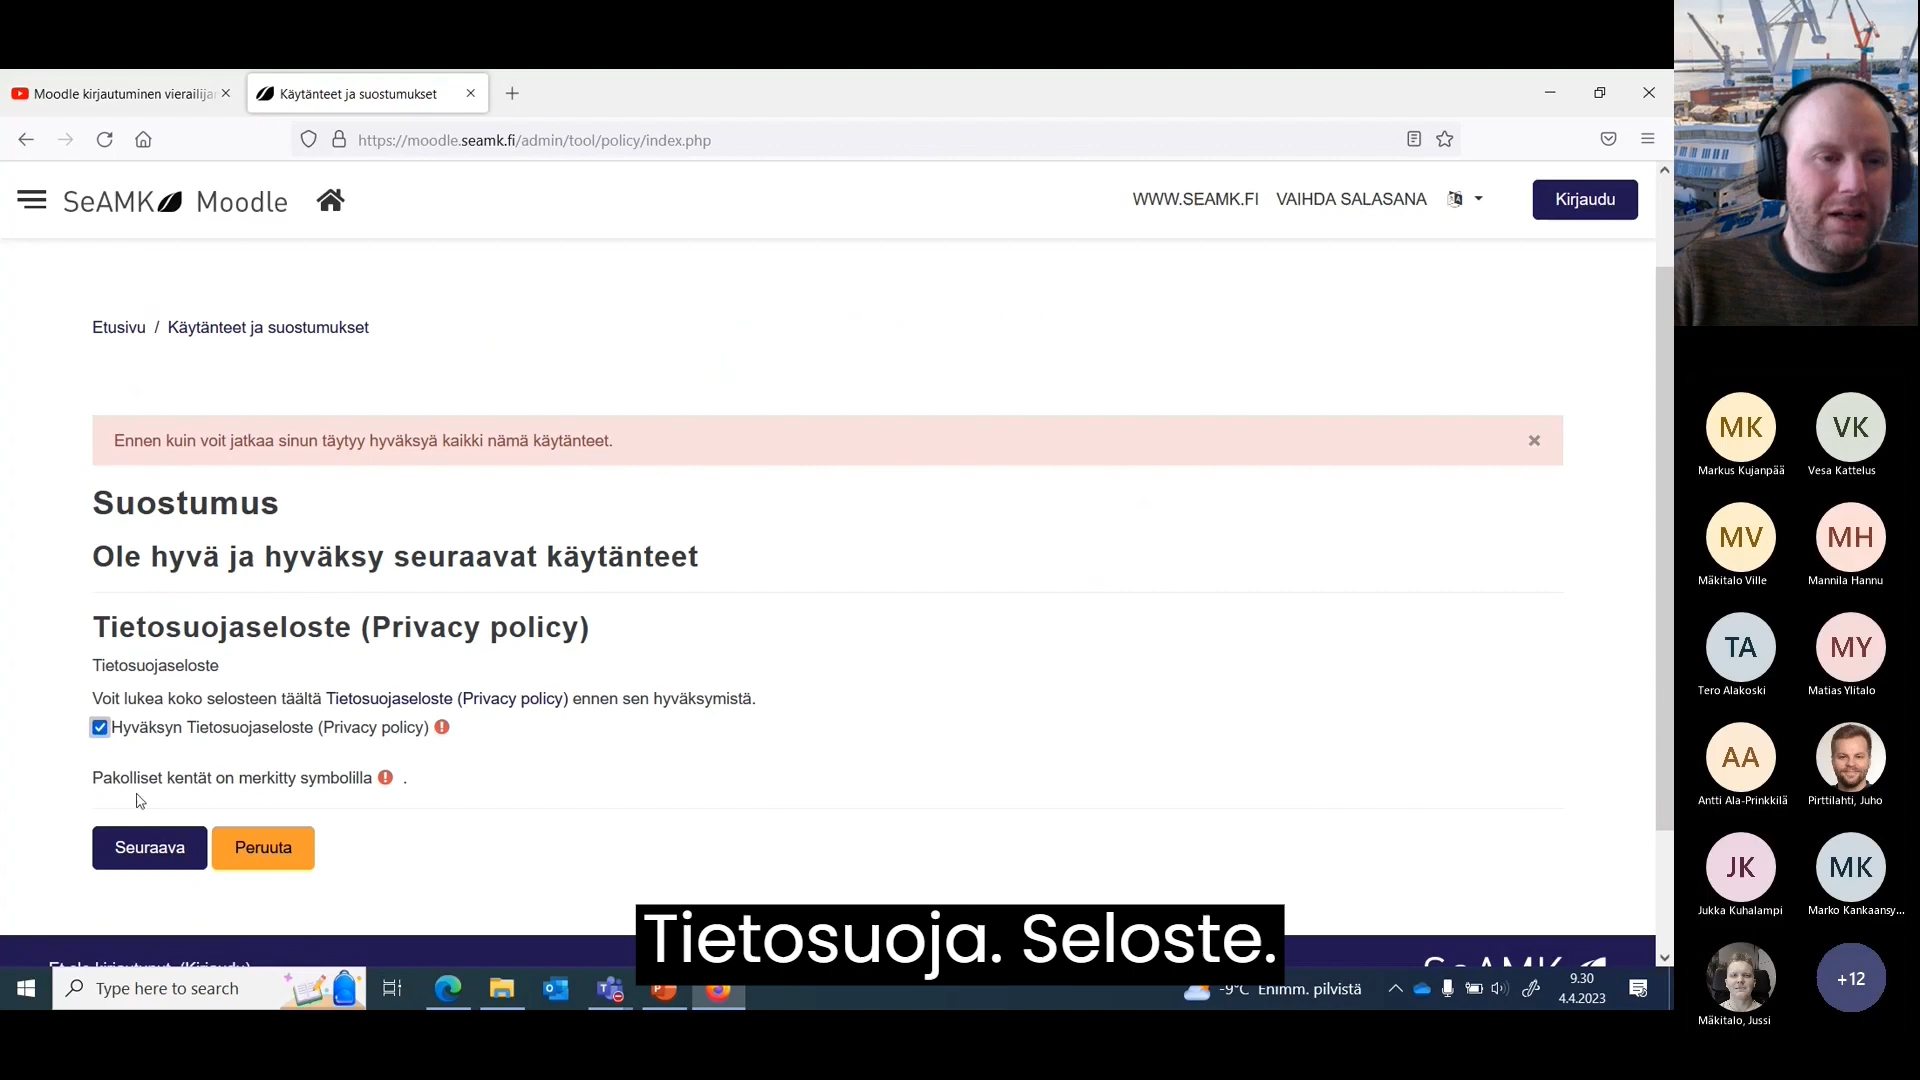 Moodle kirjautuminen vierailija
Käytänteet ja suostumukset
https://moodle.seamk.fi/admin/tool/policy/index.php
SeAMK Moodle
WWW.SEAMK.FI
VAIHDA SALASANA
Kirjaudu
Etusivu / Käytänteet ja suostumukset
Ennen kuin voit jatkaa sinun täytyy hyväksyä kaikki nämä käytänteet.
Suostumus
Ole hyvä ja hyväksy seuraavat käytänteet
Tietosuojaseloste (Privacy policy)
Tietosuojaseloste
Voit lukea koko selosteen täältä Tietosuojaseloste (Privacy policy) ennen sen hyväksymistä.
Hyväksyn Tietosuojaseloste (Privacy policy)
Pakolliset kentät on merkitty symbolilla .
Seuraava
Peruuta
Tietosuoja. Seloste.
Type here to search
-9°C Enimm. pilvistä
9.30
4.4.2023
MK
Markus Kujanpää
VK
Vesa Kattelus
MV
Mäkitalo Ville
MH
Mannila Hannu
TA
Tero Alakoski
MY
Matias Ylitalo
AA
Antti Ala-Prinkkilä
Pirttilahti, Juho
JK
Jukka Kuhalampi
MK
Marko Kankaansy...
Mäkitalo, Jussi
+12